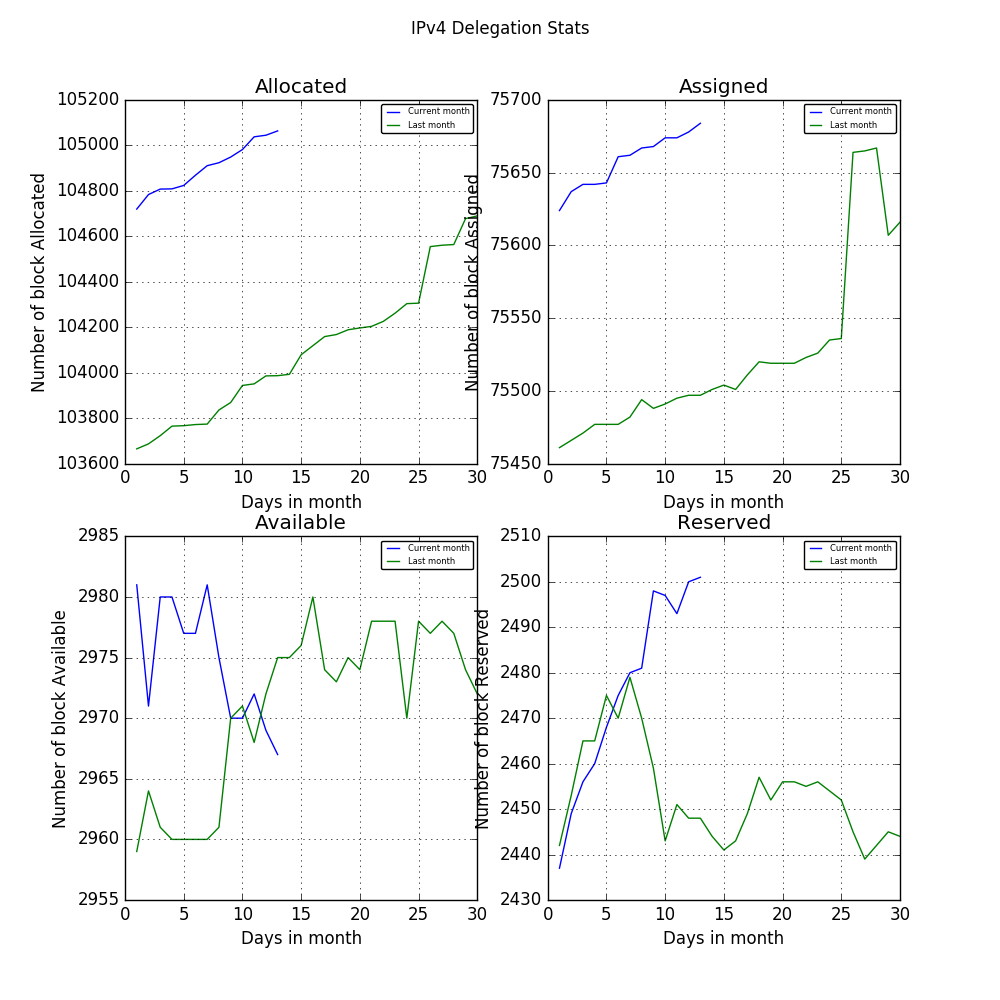 IPv4 Delegation Stats
Allocated
Number of block Allocated
105200
105000
104800
104600
104400
104200
104000
103800
103600
0 5 10 15 20 25 30
Days in month
Current month
Last month
Assigned
Number of block Assigned
75700
75650
75600
75550
75500
75450
0 5 10 15 20 25 30
Days in month
Current month
Last month
Available
Number of block Available
2985
2980
2975
2970
2965
2960
2955
0 5 10 15 20 25 30
Days in month
Current month
Last month
Reserved
Number of block Reserved
2510
2500
2490
2480
2470
2460
2450
2440
2430
0 5 10 15 20 25 30
Days in month
Current month
Last month